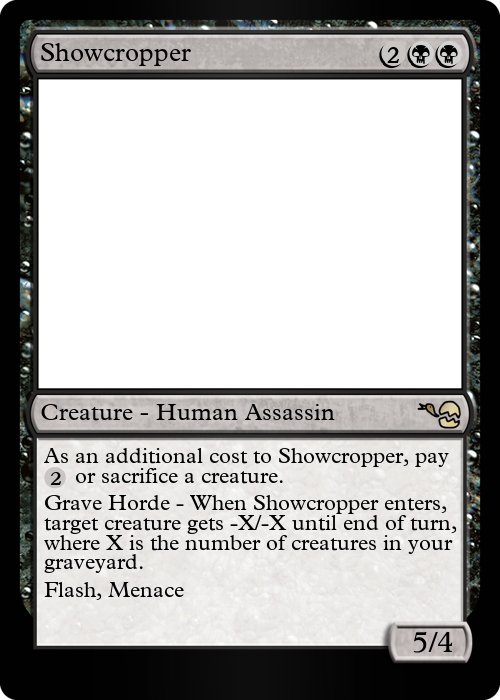 Showcropper 2
Creature - Human Assassin
As an additional cost to Showcropper, pay
2 or sacrifice a creature.
Grave Horde - When Showcropper enters,
target creature gets -X/-X until end of turn,
where X is the number of creatures in your
graveyard.
Flash, Menace
5/4